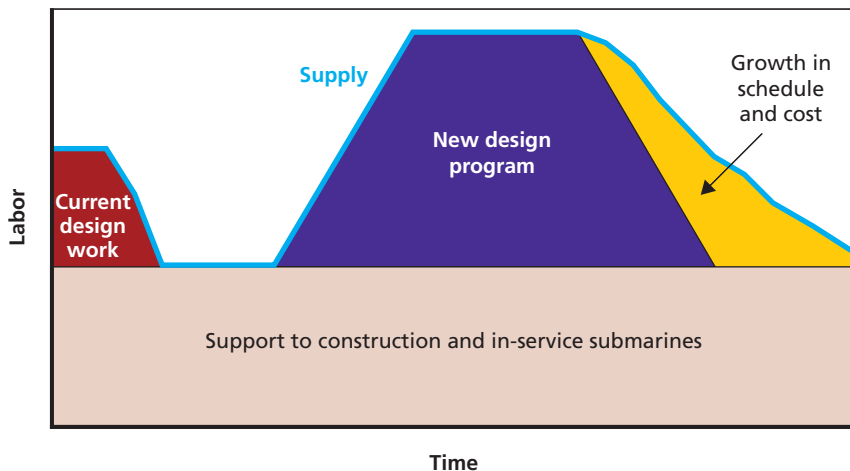 Supply
Growth in
schedule
and cost
New design
program
Current
design
work
Labor
Support to construction and in-service submarines
Time